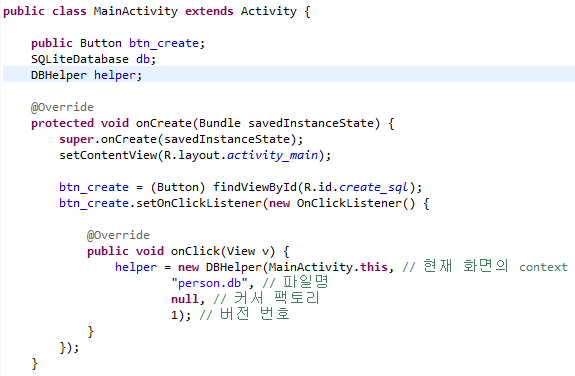 public class MainActivity extends Activity {
public Button btn_create;
SQLiteDatabase db;
DBHelper helper;
@Override
protected void onCreate(Bundle savedInstanceState) {
super.onCreate(savedInstanceState);
setContentView(R.layout.activity_main);
btn_create = (Button) findViewById(R.id.create_sql);
btn_create.setOnClickListener(new OnClickListener() {
@Override
public void onClick(View v) {
helper = new DBHelper(MainActivity.this, // 현재 화면의 context
"person.db", // 파일명
null, // 커서 팩토리
1); // 버전 번호
}
});
}